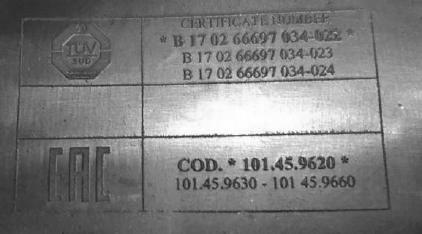 TÜV
SÜD
CERTIFICATE NUMBER
* B 17 02 66697 034-022 *
B 17 02 66697 034-023
B 17 02 66697 034-024
EAC
COD. * 101.45.9620 *
101.45.9630 - 101 45.9660